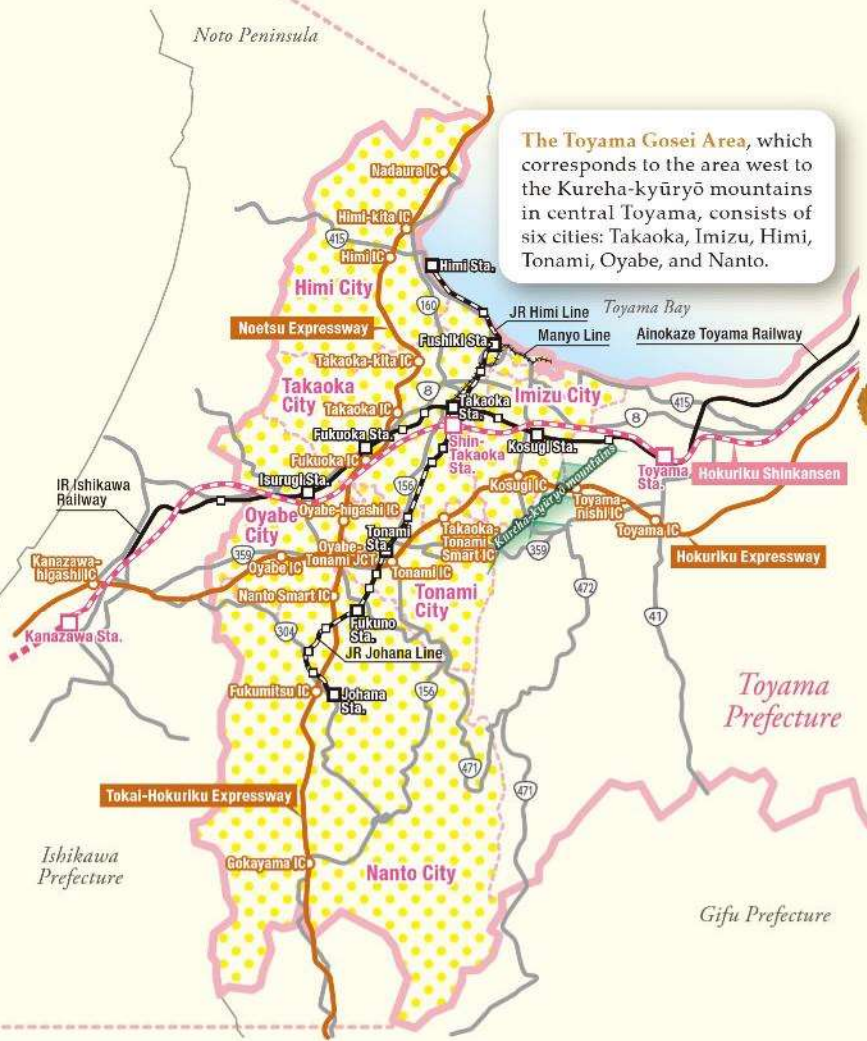 Noto Peninsula
The Toyama Gosei Area, which
corresponds to the area west to
the Kureha-kyūryō mountains
in central Toyama, consists of
six cities: Takaoka, Imizu, Himi,
Tonami, Oyabe, and Nanto.
Nadaura IC
Himi-kita IC
415
Himi IC
Himi Sta.
Himi City
160
Toyama Bay
JR Himi Line
Noetsu Expressway
Manyo Line
Ainokaze Toyama Railway
Fushiki Sta.
Takaoka-kita IC
Takaoka
City
8
Imizu City
Takaoka
Sta.
415
Takaoka IC
8
Fukuoka Sta.
Shin-
Takaoka
Sta.
Kosugi Sta.
Fukuoka IC
Toyama
Sta.
Hokuriku Shinkansen
Isurugi Sta.
IR Ishikawa
Railway
156
Kosugi IC
Kureha-kyūryō mountains
Toyama-
nishi IC
Oyabe-higashi IC
Oyabe
City
Toyama IC
Tonami
Sta.
Takaoka-
Tonami
Smart IC
359
359
Oyabe-
Tonami JCT
Hokuriku Expressway
Kanazawa-
higashi IC
Oyabe IC
Tonami IC
Nanto Smart IC
Tonami
City
472
Kanazawa Sta.
Fukuno
Sta.
41
304
JR Johana Line
Fukumitsu IC
Johana
Sta.
156
Toyama
Prefecture
471
471
Tokai-Hokuriku Expressway
Ishikawa
Prefecture
Gokayama IC
Nanto City
Gifu Prefecture